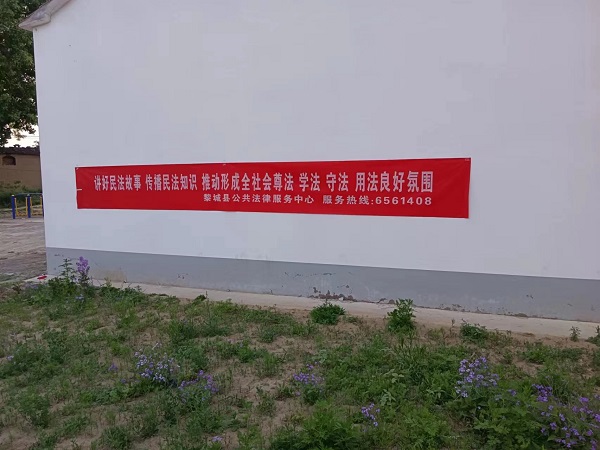 讲好民法故事 传播民法知识 推动形成全社会尊法 学法 守法 用法良好氛围
黎城县公共法律服务中心 服务热线:6561408